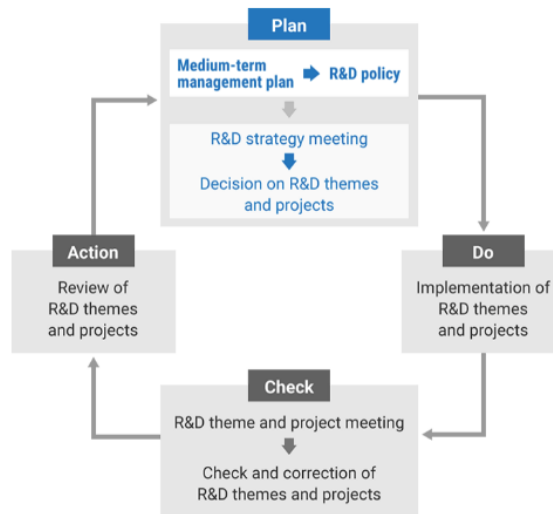 Plan
Medium-term
management plan
R&D policy
R&D strategy meeting
Decision on R&D themes
and projects
Do
Implementation of
R&D themes
and projects
Check
R&D theme and project meeting
Check and correction of
R&D themes and projects
Action
Review of
R&D themes
and projects